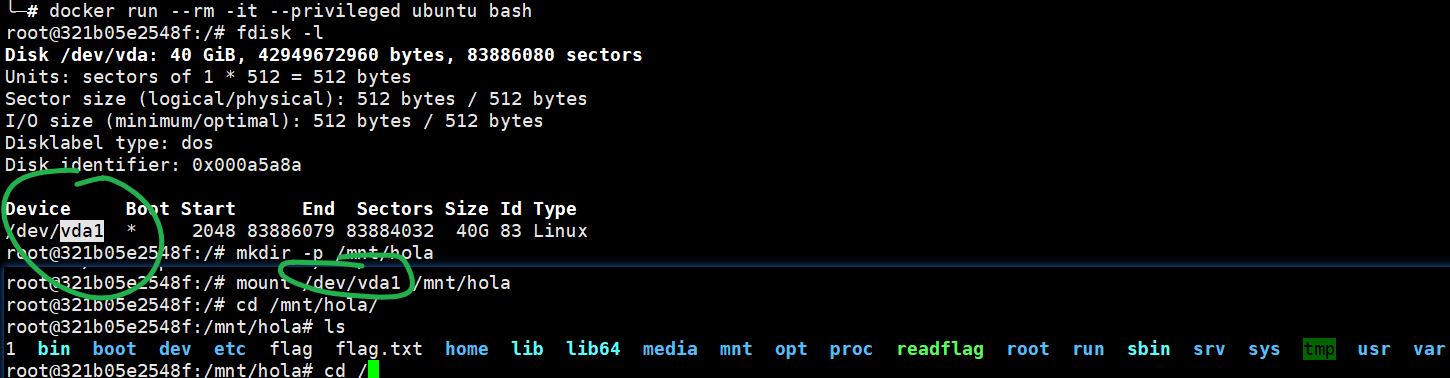 ╰─# docker run --rm -it --privileged ubuntu bash
root@321b05e2548f:/# fdisk -l
Disk /dev/vda: 40 GiB, 42949672960 bytes, 83886080 sectors
Units: sectors of 1 * 512 = 512 bytes
Sector size (logical/physical): 512 bytes / 512 bytes
I/O size (minimum/optimal): 512 bytes / 512 bytes
Disklabel type: dos
Disk identifier: 0x000a5a8a
Device     Boot Start      End  Sectors Size Id Type
/dev/vda1  *     2048 83886079 83884032  40G 83 Linux
root@321b05e2548f:/# mkdir -p /mnt/hola
root@321b05e2548f:/# mount /dev/vda1 /mnt/hola
root@321b05e2548f:/# cd /mnt/hola/
root@321b05e2548f:/mnt/hola# ls
1  bin  boot  dev  etc  flag  flag.txt  home  lib  lib64  media  mnt  opt  proc  readflag  root  run  sbin  srv  sys  tmp  usr  var
root@321b05e2548f:/mnt/hola# cd /